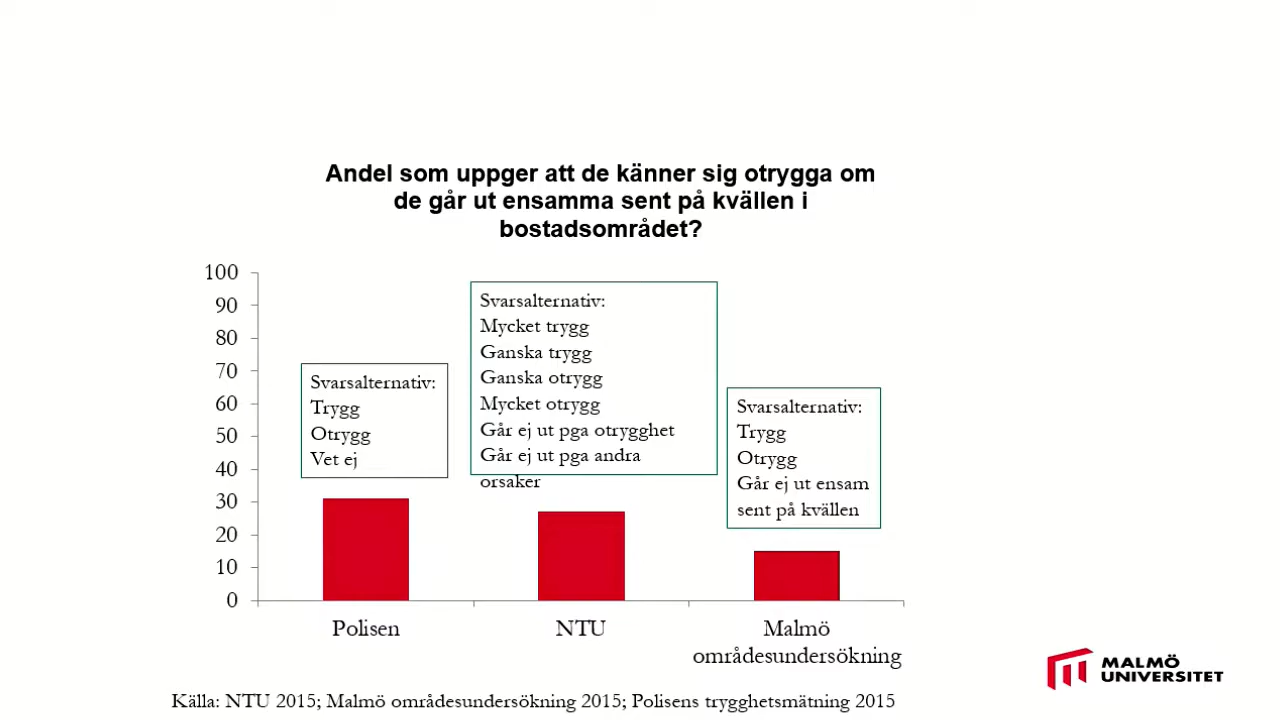 Andel som uppger att de känner sig otrygga om
de går ut ensamma sent på kvällen i
bostadsområdet?
100
90
80
70
60
50
40
30
20
10
0
Svarsalternativ:
Trygg
Otrygg
Vet ej
Svarsalternativ:
Mycket trygg
Ganska trygg
Ganska otrygg
Mycket otrygg
Går ej ut pga otrygghet
Går ej ut pga andra
orsaker
Svarsalternativ:
Trygg
Otrygg
Går ej ut ensam
sent på kvällen
Polisen
NTU
Malmö
områdesundersökning
Källa: NTU 2015; Malmö områdesundersökning 2015; Polisens trygghetsmätning 2015
MALMÖ
UNIVERSITET